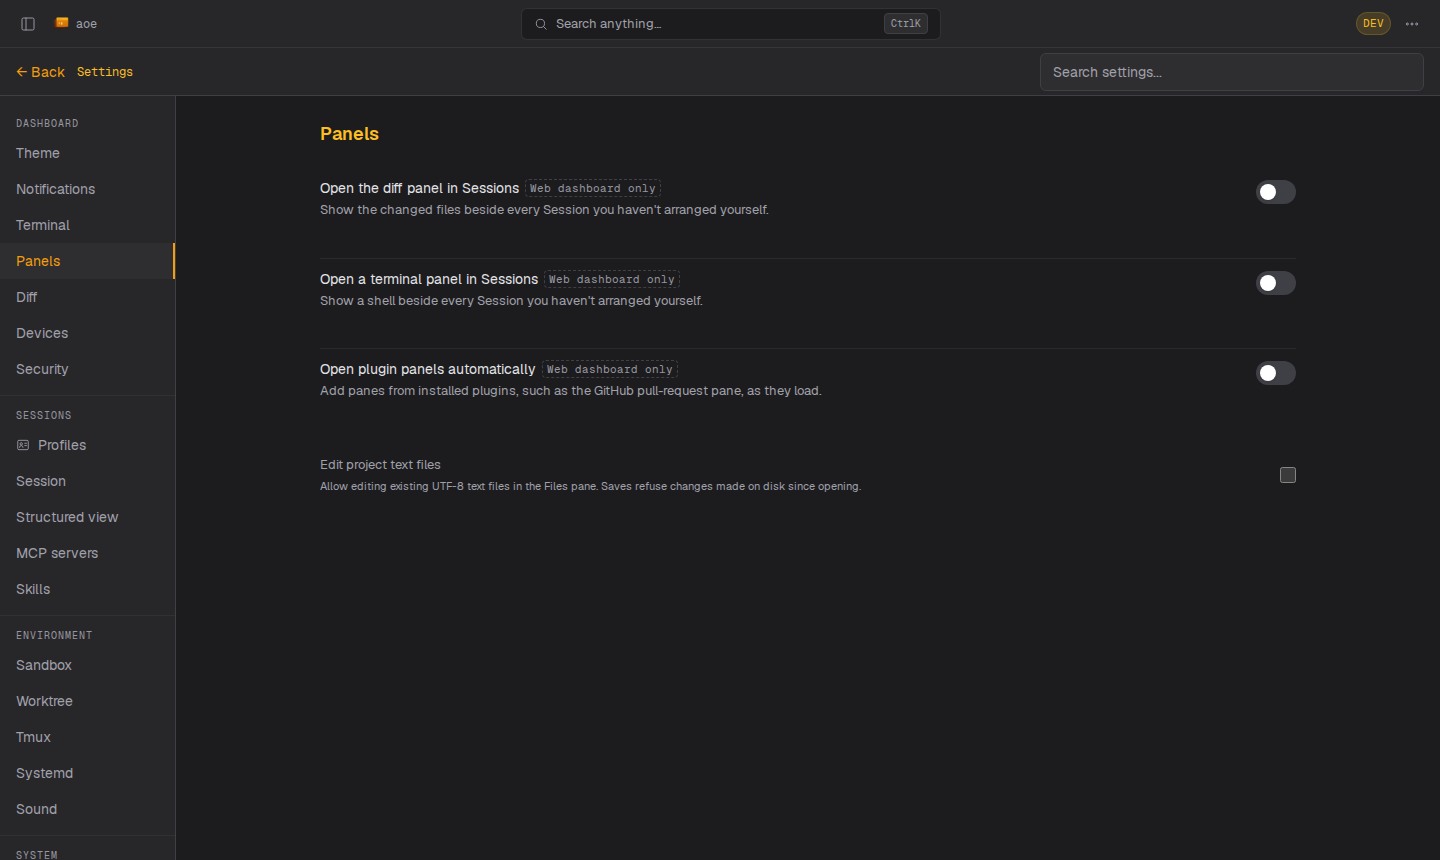 aoe
Search anything...
CtrlK
DEV
Back
Settings
Search settings...
DASHBOARD
Theme
Notifications
Terminal
Panels
Diff
Devices
Security
SESSIONS
Profiles
Session
Structured view
MCP servers
Skills
ENVIRONMENT
Sandbox
Worktree
Tmux
Systemd
Sound
SYSTEM
Panels
Open the diff panel in Sessions Web dashboard only
Show the changed files beside every Session you haven't arranged yourself.
Open a terminal panel in Sessions Web dashboard only
Show a shell beside every Session you haven't arranged yourself.
Open plugin panels automatically Web dashboard only
Add panes from installed plugins, such as the GitHub pull-request pane, as they load.
Edit project text files
Allow editing existing UTF-8 text files in the Files pane. Saves refuse changes made on disk since opening.